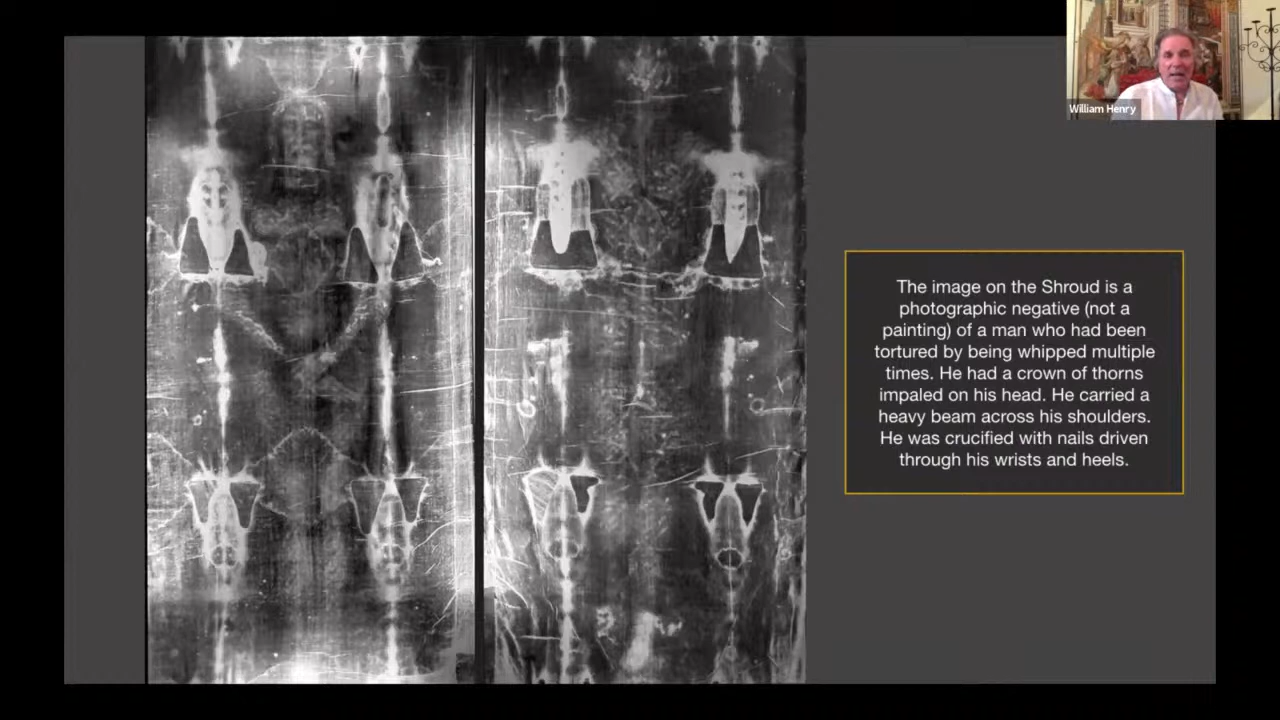 William Henry
The image on the Shroud is a
photographic negative (not a
painting) of a man who had been
tortured by being whipped multiple
times. He had a crown of thorns
impaled on his head. He carried a
heavy beam across his shoulders.
He was crucified with nails driven
through his wrists and heels.